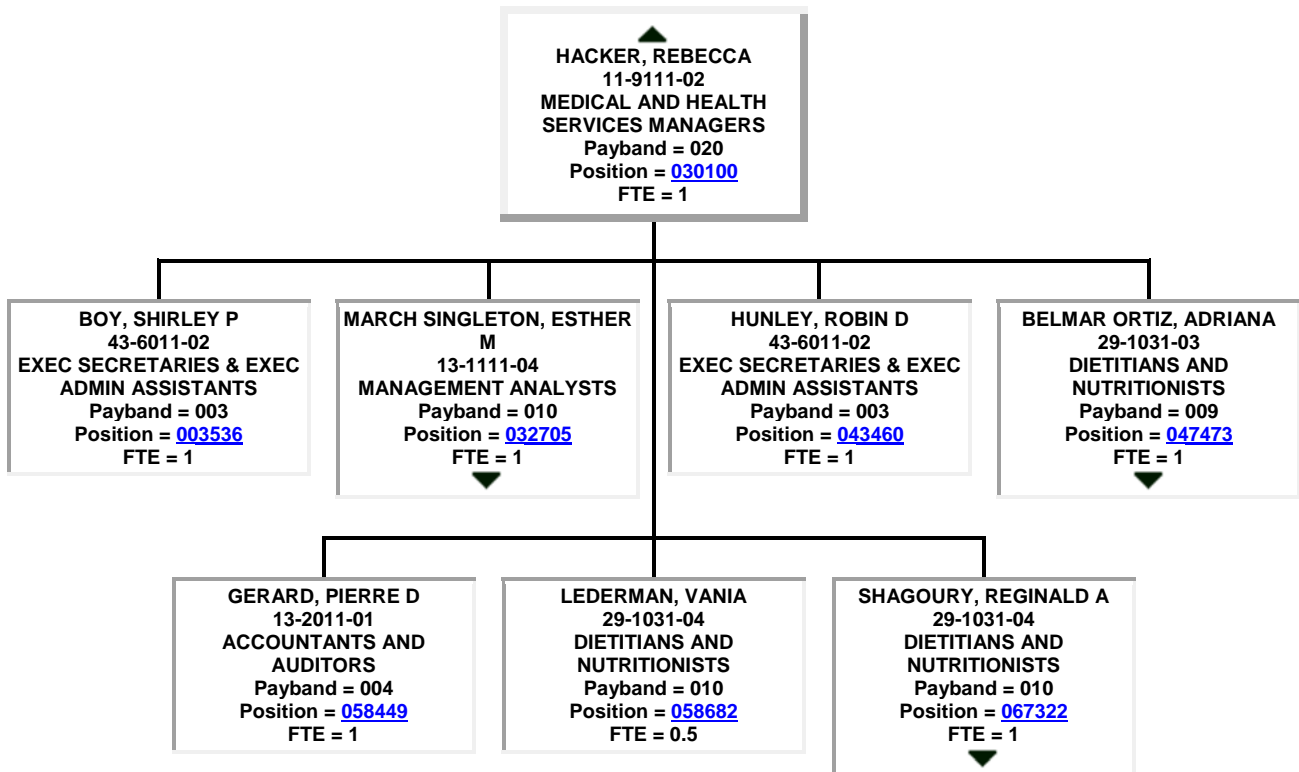 HACKER, REBECCA
11-9111-02
MEDICAL AND HEALTH
SERVICES MANAGERS
Payband = 020
Position = 030100
FTE = 1
BOY, SHIRLEY P
43-6011-02
EXEC SECRETARIES & EXEC
ADMIN ASSISTANTS
Payband = 003
Position = 003536
FTE = 1
MARCH SINGLETON, ESTHER
M
13-1111-04
MANAGEMENT ANALYSTS
Payband = 010
Position = 032705
FTE = 1
HUNLEY, ROBIN D
43-6011-02
EXEC SECRETARIES & EXEC
ADMIN ASSISTANTS
Payband = 003
Position = 043460
FTE = 1
BELMAR ORTIZ, ADRIANA
29-1031-03
DIETITIANS AND
NUTRITIONISTS
Payband = 009
Position = 047473
FTE = 1
GERARD, PIERRE D
13-2011-01
ACCOUNTANTS AND
AUDITORS
Payband = 004
Position = 058449
FTE = 1
LEDERMAN, VANIA
29-1031-04
DIETITIANS AND
NUTRITIONISTS
Payband = 010
Position = 058682
FTE = 0.5
SHAGOURY, REGINALD A
29-1031-04
DIETITIANS AND
NUTRITIONISTS
Payband = 010
Position = 067322
FTE = 1